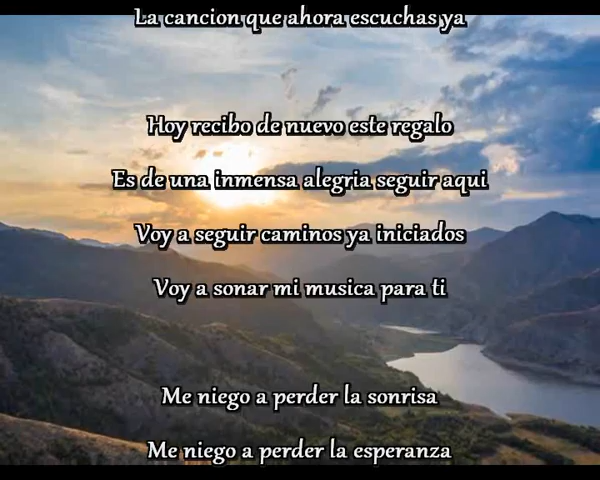 La cancion que ahora escuchas ya
Hoy recibo de nuevo este regalo
Es de una inmensa alegria seguir aqui
Voy a seguir caminos ya iniciados
Voy a sonar mi musica para ti
Me niego a perder la sonrisa
Me niego a perder la esperanza